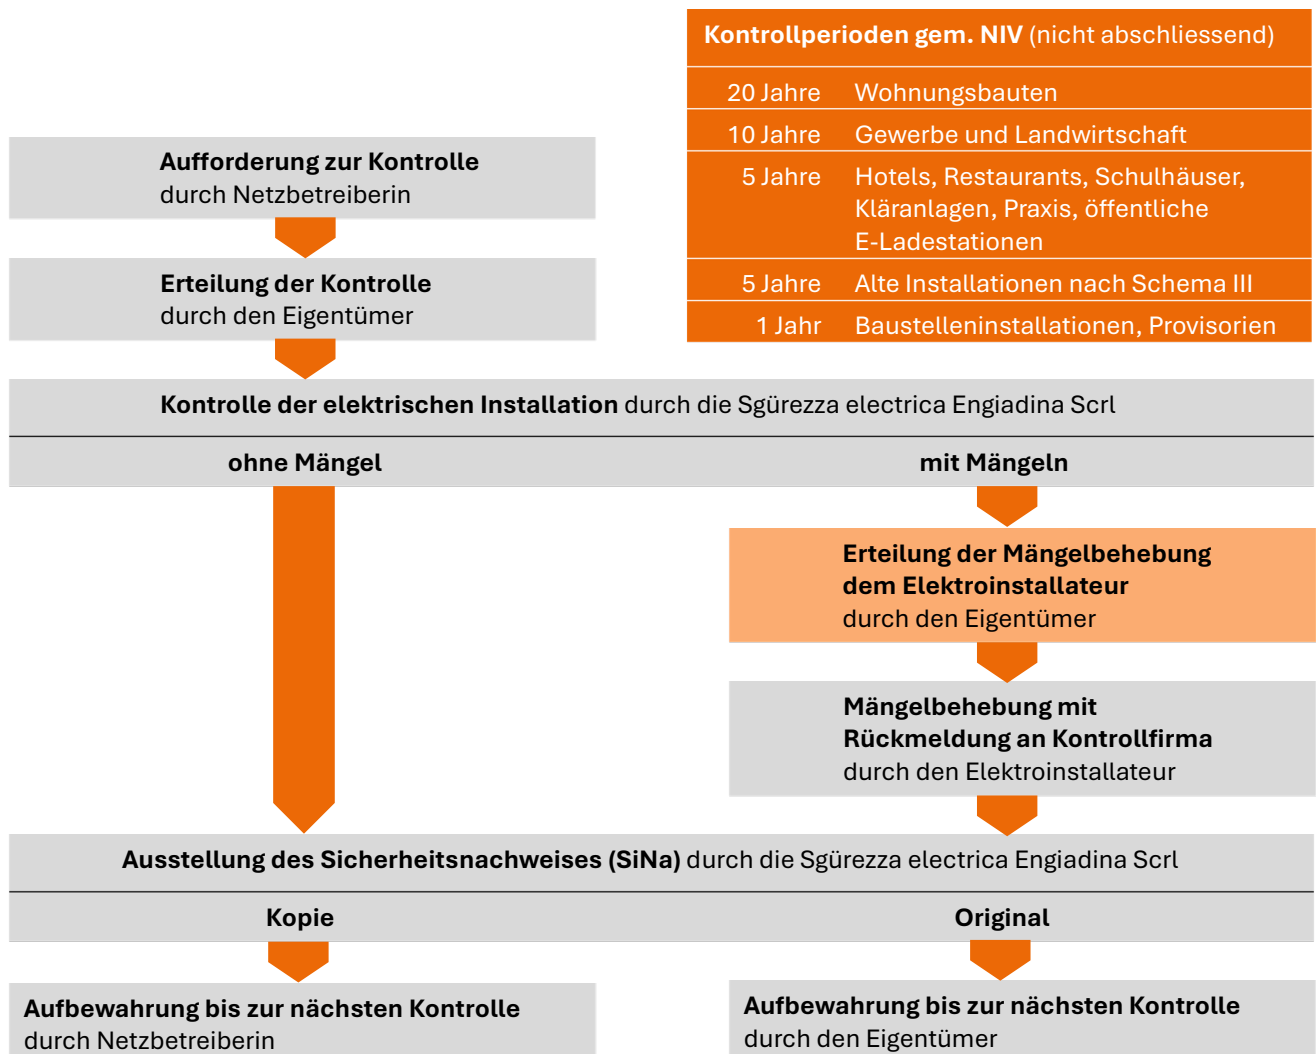 Kontrollperioden gem. NIV (nicht abschliessend)
20 Jahre Wohnungsbauten
10 Jahre Gewerbe und Landwirtschaft
5 Jahre Hotels, Restaurants, Schulhäuser,
Kläranlagen, Praxis, öffentliche
E-Ladestationen
5 Jahre Alte Installationen nach Schema III
1 Jahr Baustelleninstallationen, Provisorien
Aufforderung zur Kontrolle
durch Netzbetreiberin
Erteilung der Kontrolle
durch den Eigentümer
Kontrolle der elektrischen Installation durch die Sgürezza electrica Engiadina Scrl
ohne Mängel
mit Mängeln
Erteilung der Mängelbehebung
dem Elektroinstallateur
durch den Eigentümer
Mängelbehebung mit
Rückmeldung an Kontrollfirma
durch den Elektroinstallateur
Ausstellung des Sicherheitsnachweises (SiNa) durch die Sgürezza electrica Engiadina Scrl
Kopie
Original
Aufbewahrung bis zur nächsten Kontrolle
durch Netzbetreiberin
Aufbewahrung bis zur nächsten Kontrolle
durch den Eigentümer